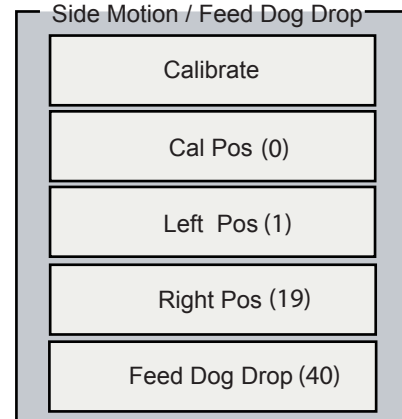 Side Motion / Feed Dog Drop
Calibrate
Cal Pos (0)
Left Pos (1)
Right Pos (19)
Feed Dog Drop (40)